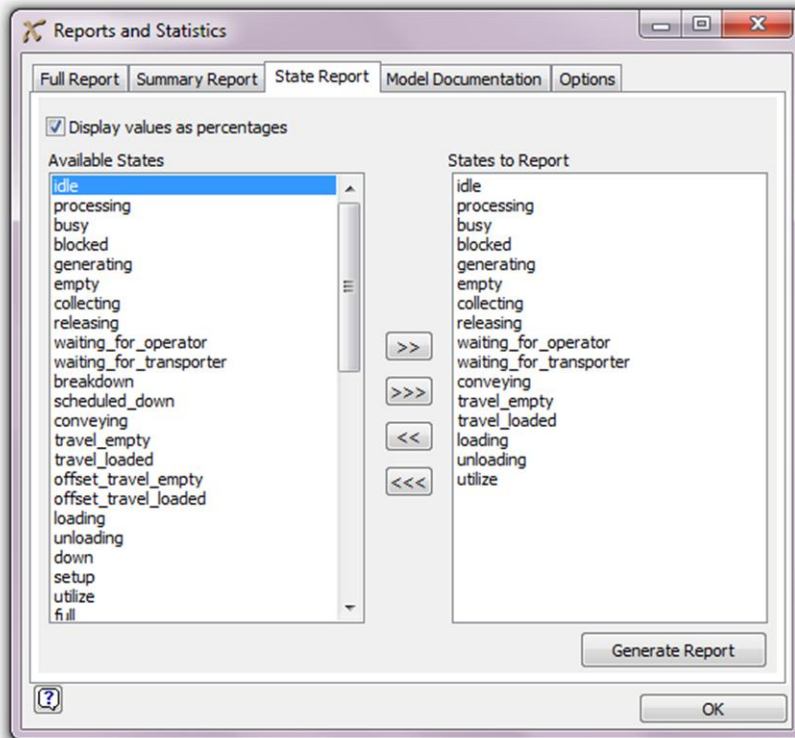 Reports and Statistics
Full Report Summary Report State Report Model Documentation Options
Display values as percentages
Available States
idle
processing
busy
blocked
generating
empty
collecting
releasing
waiting_for_operator
waiting_for_transporter
breakdown
scheduled_down
conveying
travel_empty
travel_loaded
offset_travel_empty
offset_travel_loaded
loading
unloading
down
setup
utilize
full
>>
>>>
<<
<<<
States to Report
idle
processing
busy
blocked
generating
empty
collecting
releasing
waiting_for_operator
waiting_for_transporter
conveying
travel_empty
travel_loaded
loading
unloading
utilize
Generate Report
?
OK